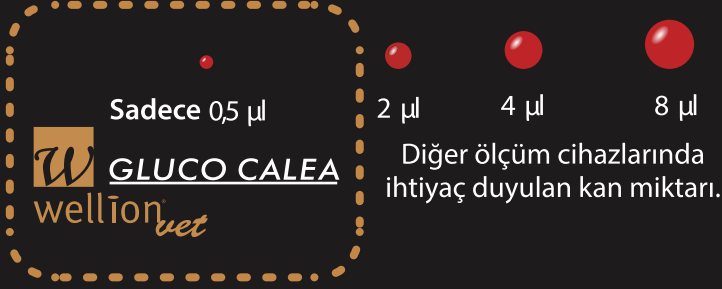 Sadece 0,5 µl
W GLUCO CALEA
wellion vet
2 µl
4 µl
8 µl
Diğer ölçüm cihazlarında
ihtiyaç duyulan kan miktarı.